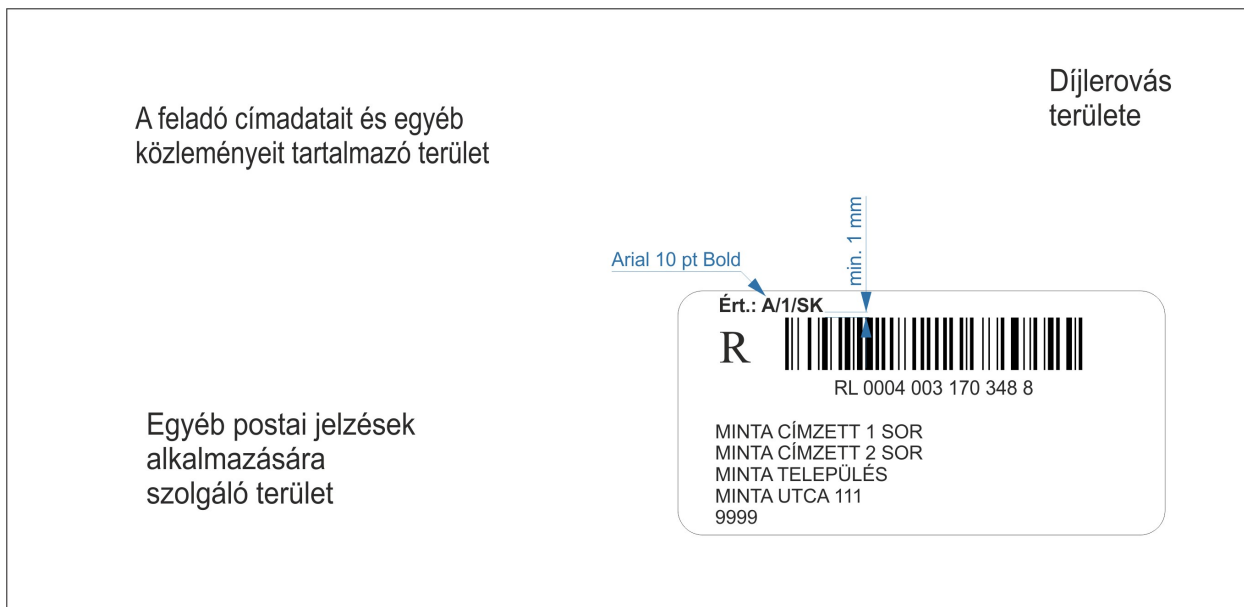 A feladó címadatait és egyéb
közleményeit tartalmazó terület
Díjlerovás
területe
min. 1 mm
Arial 10 pt Bold
Ért.: A/1/SK
R
RL 0004 003 170 348 8
MINTA CÍMZETT 1 SOR
MINTA CÍMZETT 2 SOR
MINTA TELEPÜLÉS
MINTA UTCA 111
9999
Egyéb postai jelzések
alkalmazására
szolgáló terület